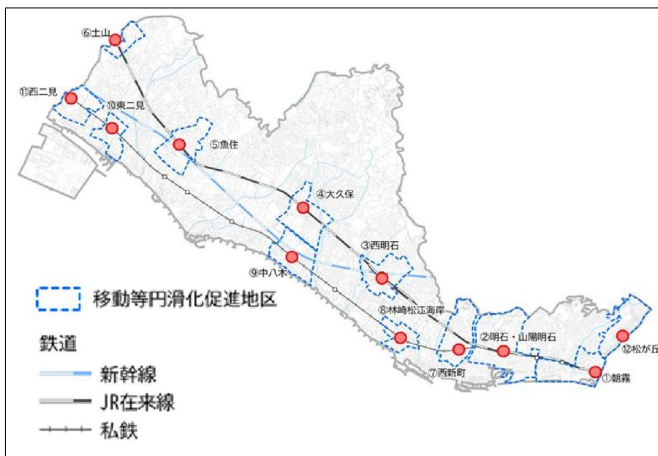 ⑥土山
⑪西二見
⑩東二見
⑤魚住
④大久保
③西明石
⑨中八木
⑧林崎松江海岸
②明石・山陽明石
⑫松が丘
⑦西新町
①朝霧
移動等円滑化促進地区
鉄道
新幹線
JR在来線
私鉄